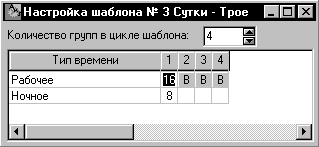 Настройка шаблона № 3 Сутки - Трое
Количество групп в цикле шаблона: 4
Тип времени 1 2 3 4
Рабочее 16 В В В
Ночное 8